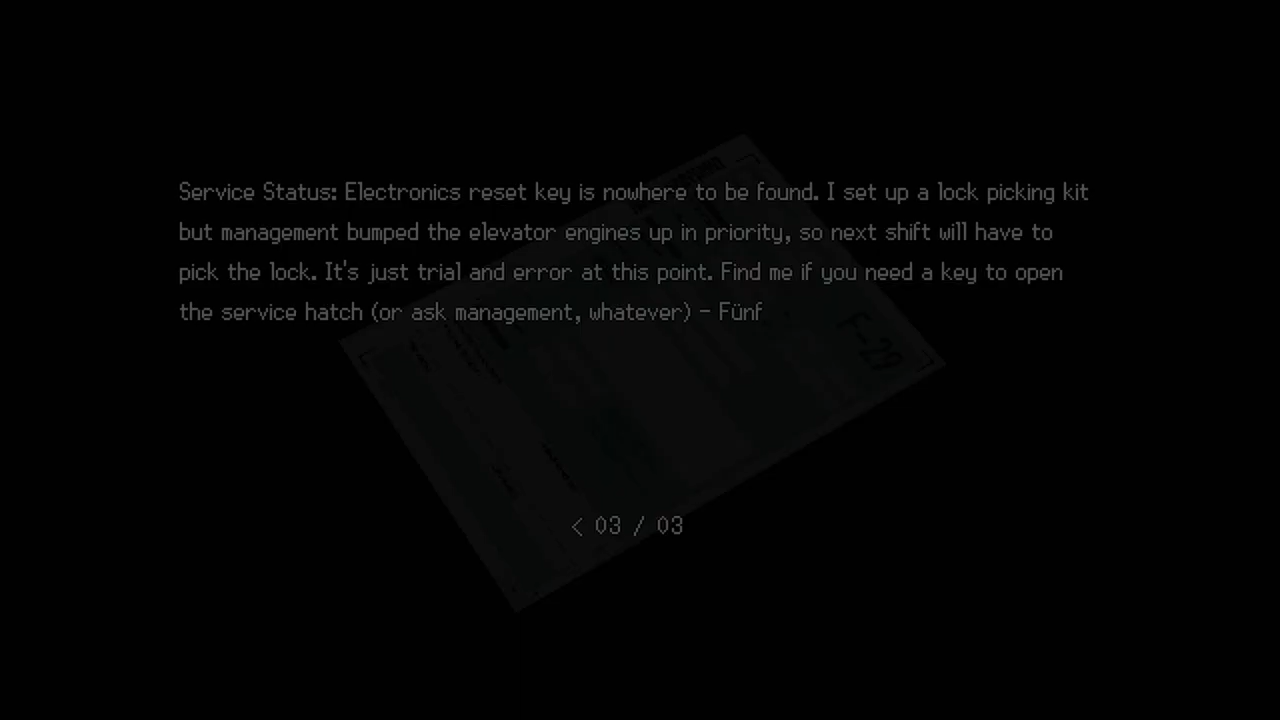 Service Status: Electronics reset key is nowhere to be found. I set up a lock picking kit
but management bumped the elevator engines up in priority, so next shift will have to
pick the lock. It's just trial and error at this point. Find me if you need a key to open
the service hatch (or ask management, whatever) - Fünf
F-29
< 03 / 03